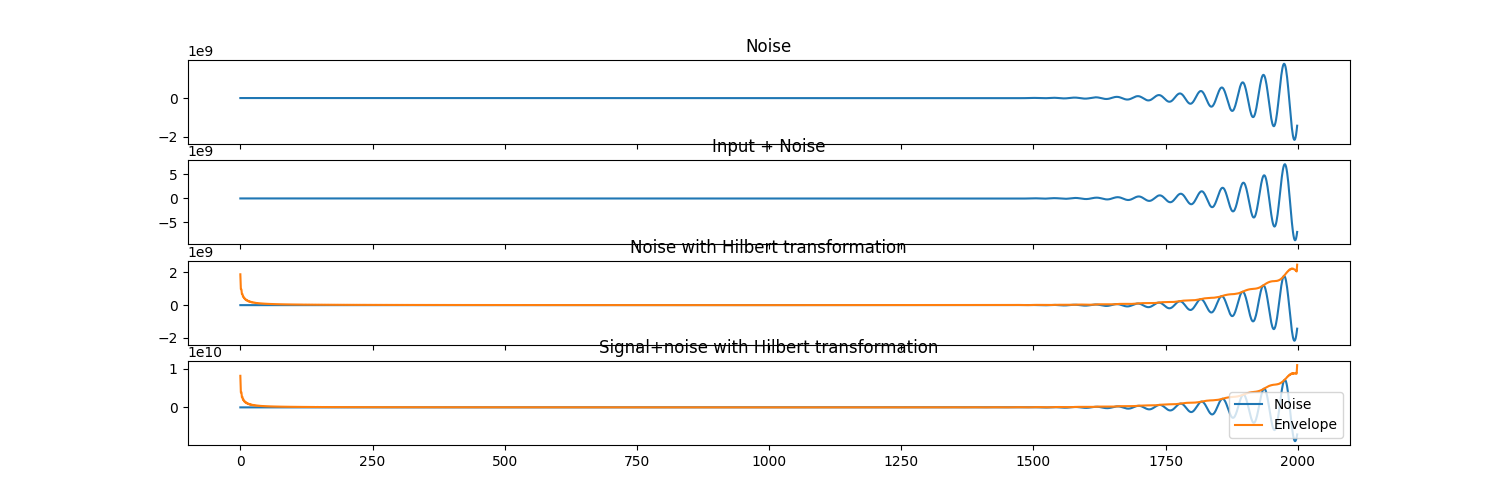 Noise
1e9
0
−2
Input + Noise
1e9
5
0
−5
Noise with Hilbert transformation
1e9
2
0
−2
Signal+noise with Hilbert transformation
1e10
1
0
Noise
Envelope
0 250 500 750 1000 1250 1500 1750 2000